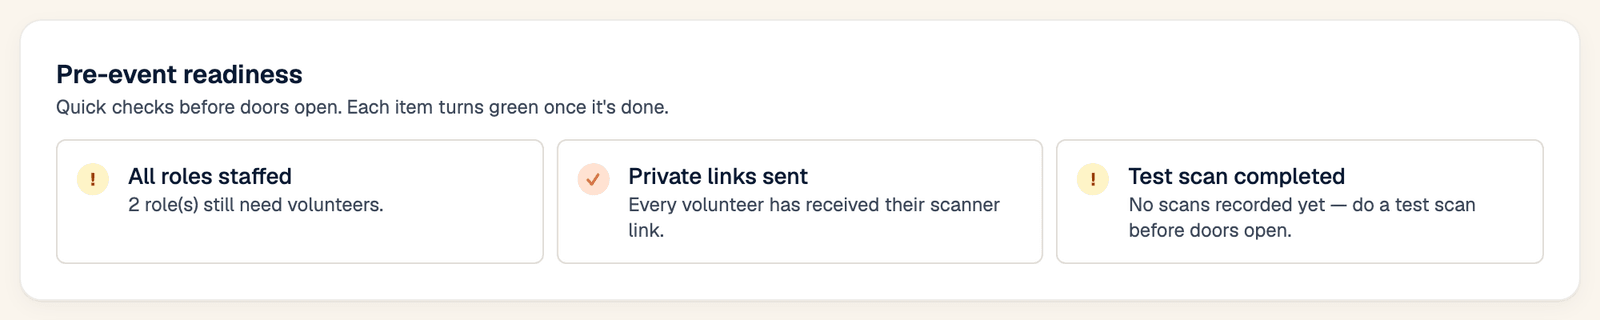 Pre-event readiness
Quick checks before doors open. Each item turns green once it's done.
! All roles staffed
2 role(s) still need volunteers.
✓ Private links sent
Every volunteer has received their scanner
link.
! Test scan completed
No scans recorded yet — do a test scan
before doors open.